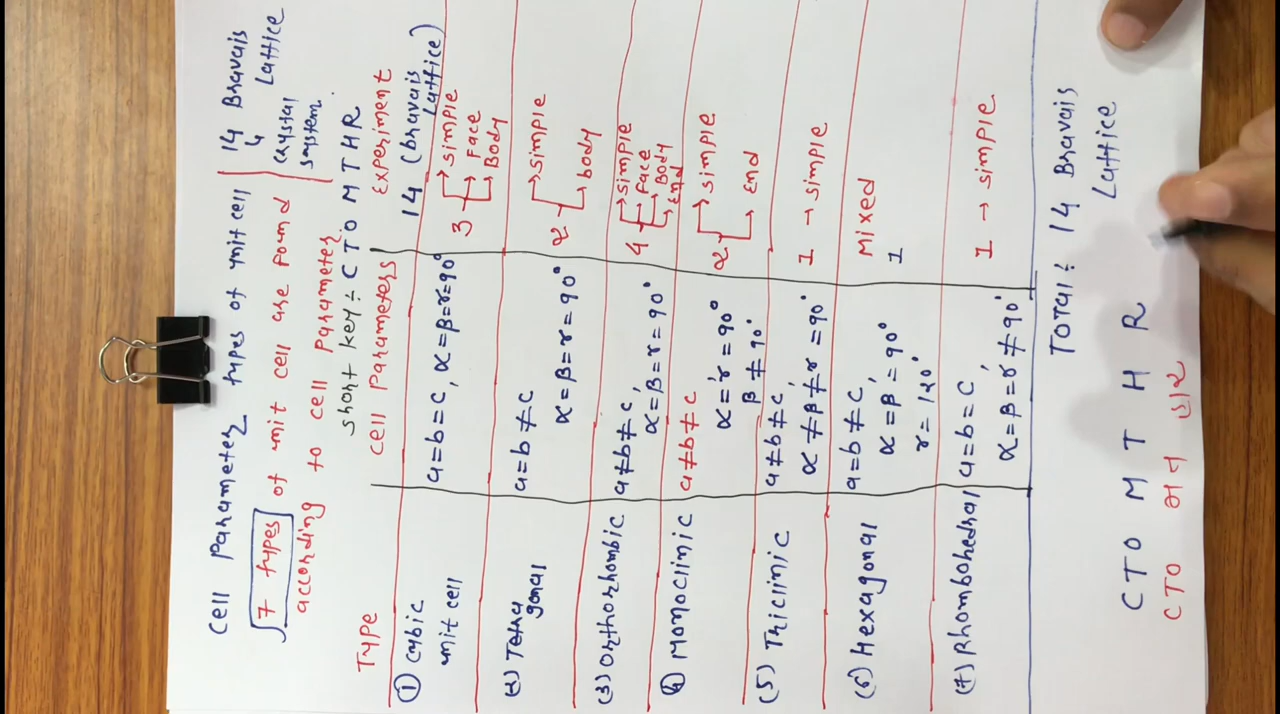 Cell Parameter types of unit cell
7 types of unit cell are found
according to cell parameter
short key ÷ C T O M T H R
14 Bravais
4 Lattice
crystal
system.
TYPE
Cell Parameters
Experiment
14 (bravais
Lattice)
① Cubic
unit cell
a=b=c, α=β=r=90°
3 → simple
→ Face
→ Body
(2) Tetra
gonal
a=b≠c
α=β=r=90°
2 → simple
→ body
(3) Orthorhombic
a≠b≠c,
α=β=r=90°
4 → simple
→ Face
→ Body
→ End
④ Monoclinic
a≠b≠c
α=r=90°,
β≠90°
2 → simple
→ End
(5) Triclinic
a≠b≠c,
α≠β≠r=90°
1 → simple
(6) Hexagonal
a=b≠c
α=β=90°,
r=120°
Mixed
1
(7) Rhombohedral
a=b=c
α=β=r≠90°,
1 → simple
Total ÷ 14 Bravais
Lattice
C T O M T H R
CTO